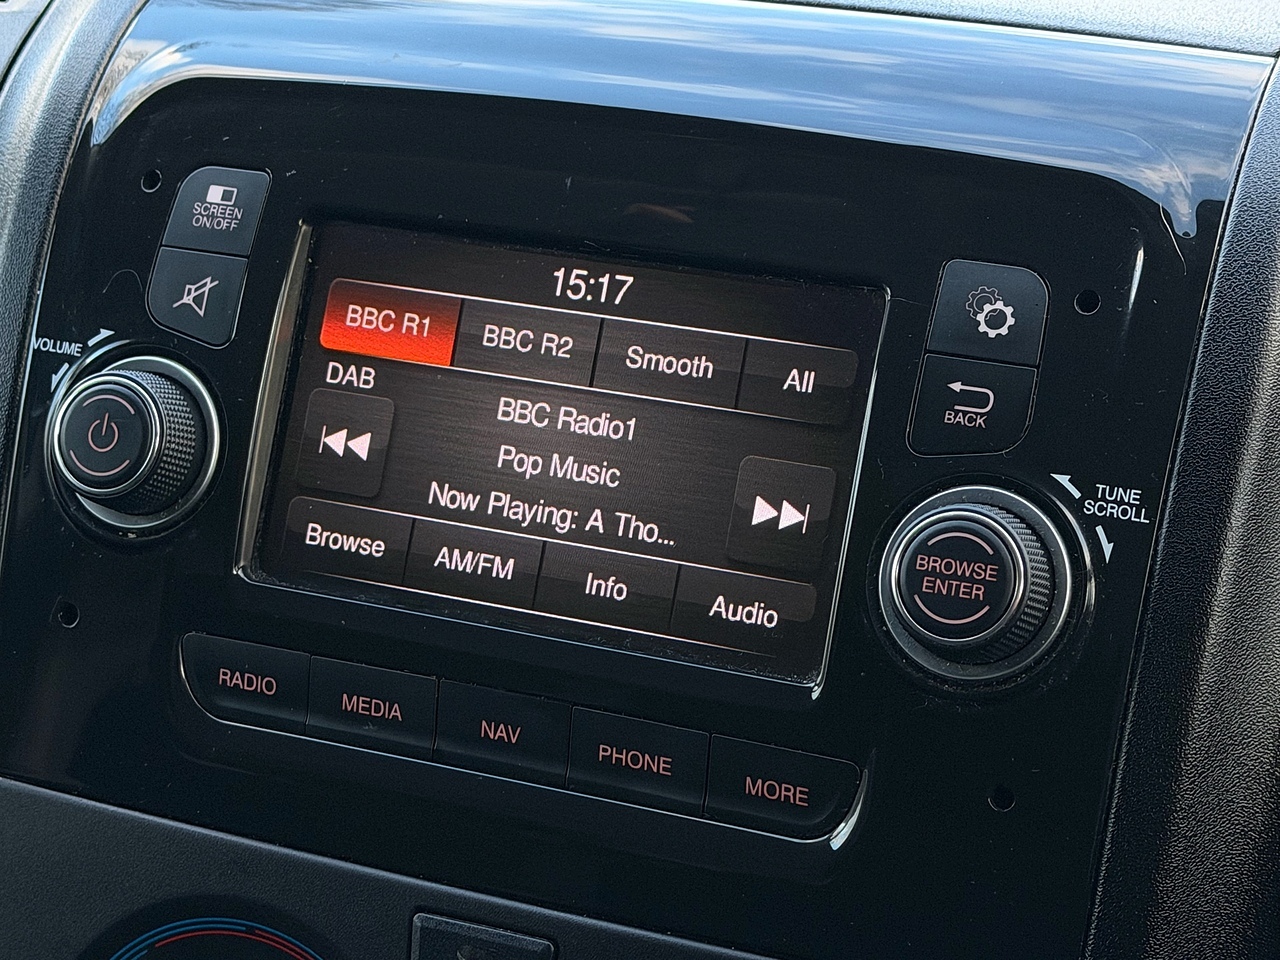 SCREEN
ON/OFF
VOLUME
15:17
BBC R1
BBC R2
Smooth
All
DAB
BBC Radio1
Pop Music
Now Playing: A Tho...
Browse
AM/FM
Info
Audio
BACK
TUNE
SCROLL
BROWSE
ENTER
RADIO
MEDIA
NAV
PHONE
MORE